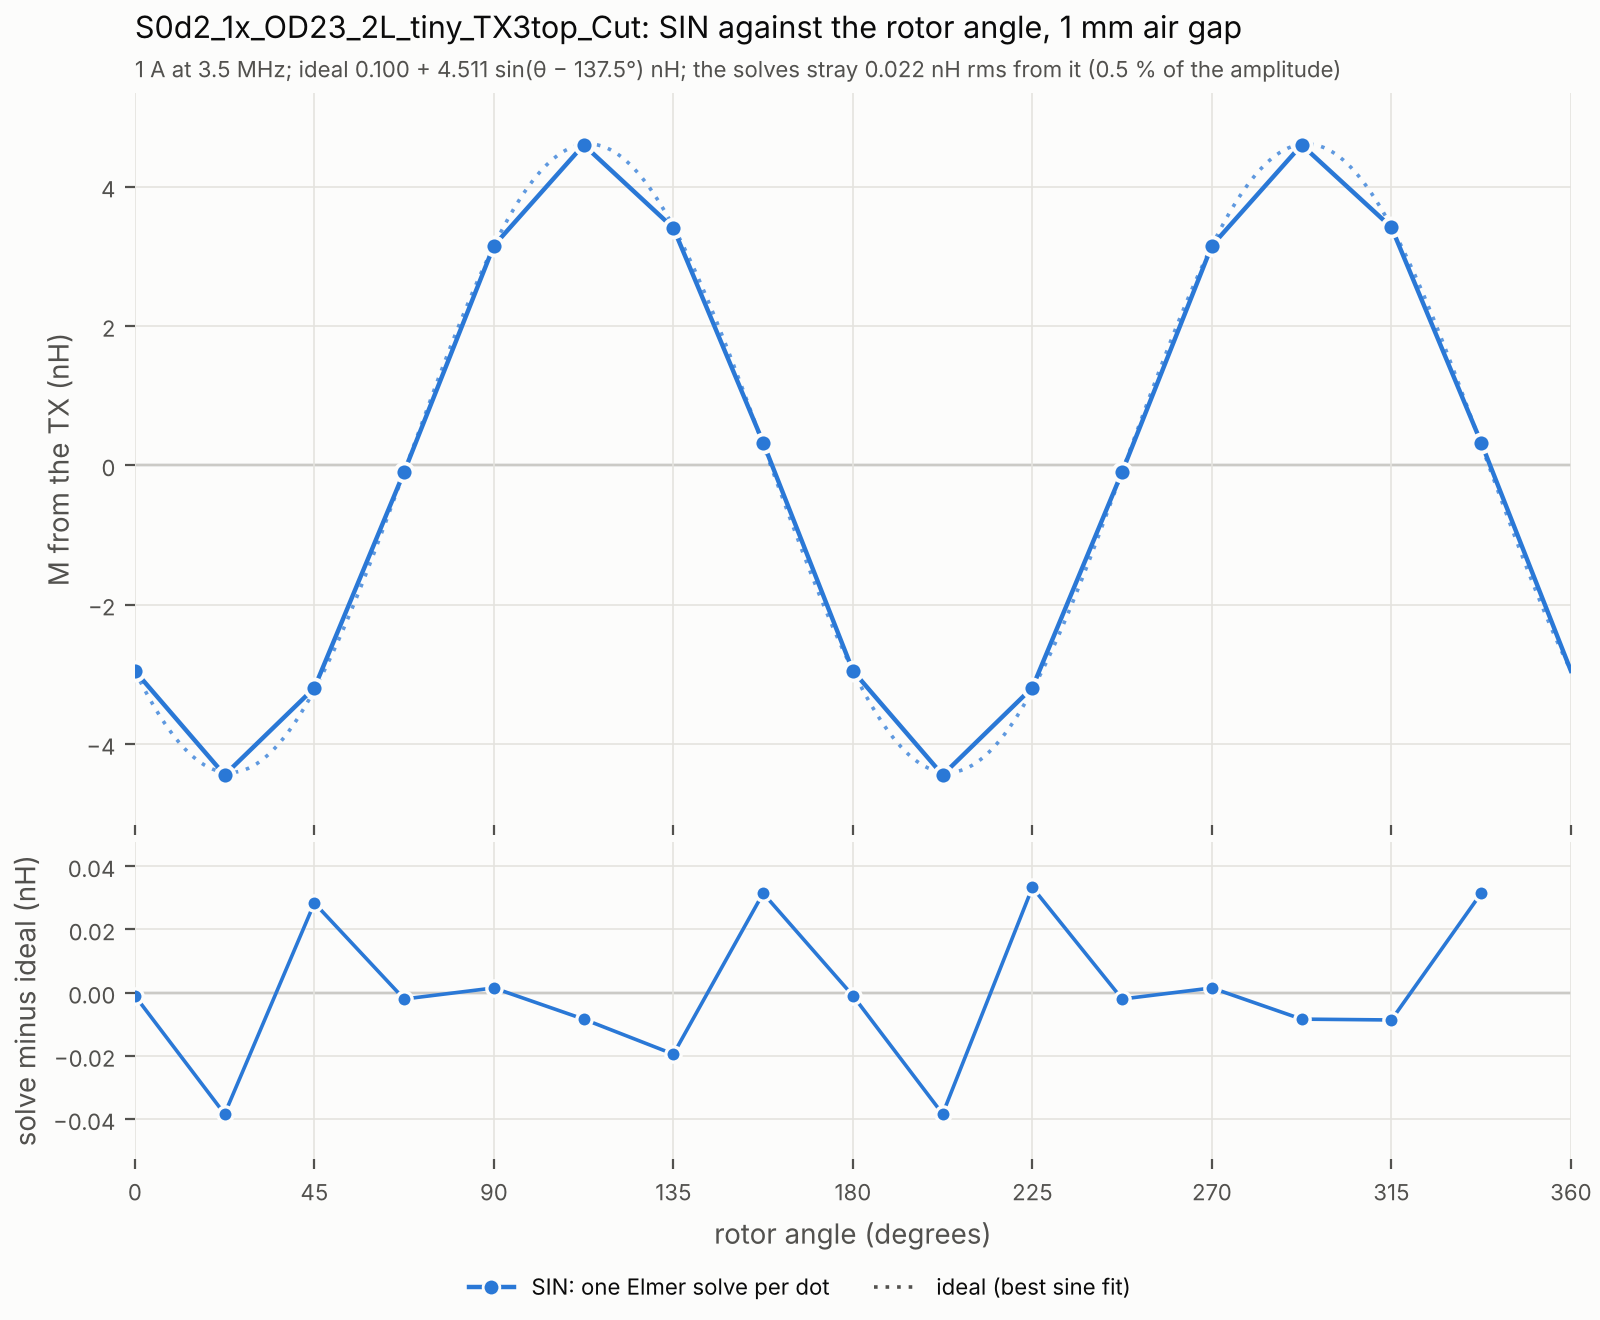 S0d2_1x_OD23_2L_tiny_TX3top_Cut: SIN against the rotor angle, 1 mm air gap
1 A at 3.5 MHz; ideal 0.100 + 4.511 sin(θ − 137.5°) nH; the solves stray 0.022 nH rms from it (0.5 % of the amplitude)
M from the TX (nH)
4
2
0
−2
−4
solve minus ideal (nH)
0.04
0.02
0.00
−0.02
−0.04
0 45 90 135 180 225 270 315 360
rotor angle (degrees)
SIN: one Elmer solve per dot ideal (best sine fit)